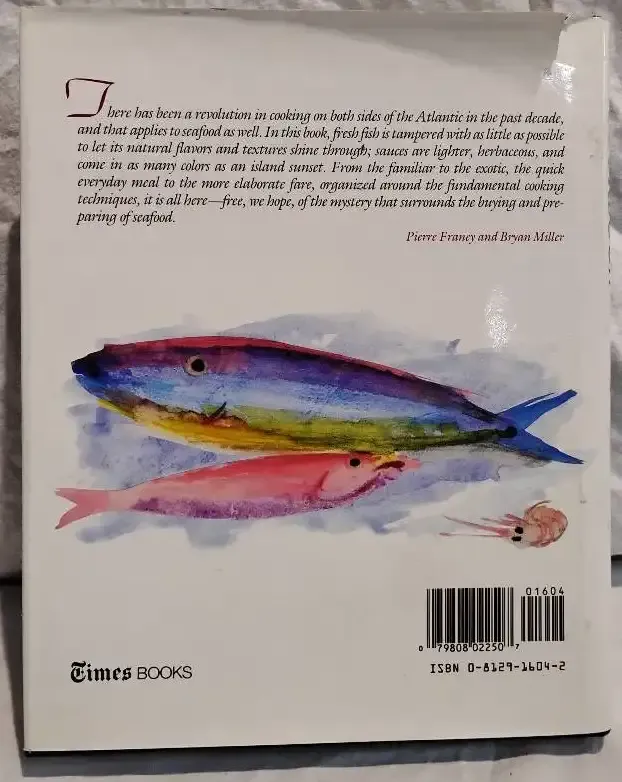 There has been a revolution in cooking on both sides of the Atlantic in the past decade,
and that applies to seafood as well. In this book, fresh fish is tampered with as little as possible
to let its natural flavors and textures shine through; sauces are lighter, herbaceous, and
come in as many colors as an island sunset. From the familiar to the exotic, the quick
everyday meal to the more elaborate fare, organized around the fundamental cooking
techniques, it is all here—free, we hope, of the mystery that surrounds the buying and pre-
paring of seafood.
Pierre Franey and Bryan Miller
01604
0 79808 02250 7
ISBN 0-8129-1604-2
Times BOOKS